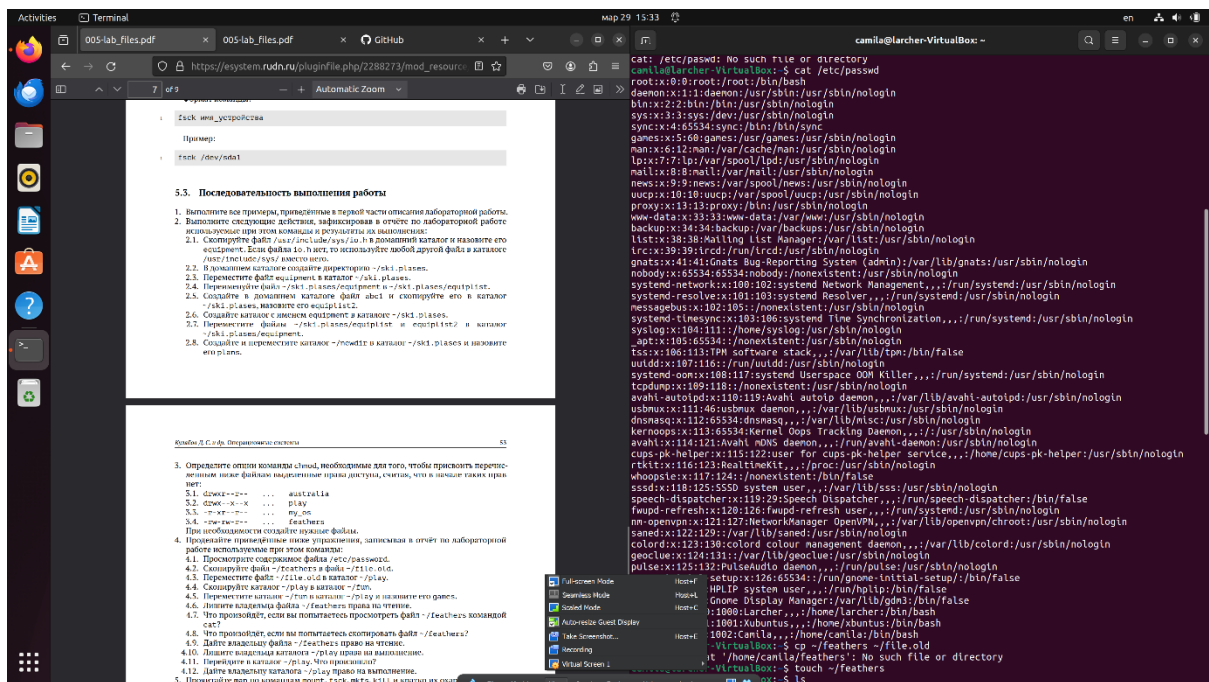 Activities
Terminal
мар 29 15:33
en
005-lab_files.pdf ×
005-lab_files.pdf ×
GitHub ×
https://esystem.rudn.ru/pluginfile.php/2288273/mod_resource
7 of 9
Automatic Zoom
Формат команды:
1 fsck имя_устройства
Пример:
1 fsck /dev/sda1
5.3. Последовательность выполнения работы
1. Выполните все примеры, приведённые в первой части описания лабораторной работы.
2. Выполните следующие действия, зафиксировав в отчёте по лабораторной работе
используемые при этом команды и результаты их выполнения:
2.1. Скопируйте файл /usr/include/sys/io.h в домашний каталог и назовите его
equipment. Если файла io.h нет, то используйте любой другой файл в каталоге
/usr/include/sys/ вместо него.
2.2. В домашнем каталоге создайте директорию ~/ski.plases.
2.3. Переместите файл equipment в каталог ~/ski.plases.
2.4. Переименуйте файл ~/ski.plases/equipment в ~/ski.plases/equiplist.
2.5. Создайте в домашнем каталоге файл abc1 и скопируйте его в каталог
~/ski.plases, назовите его equiplist2.
2.6. Создайте каталог с именем equipment в каталоге ~/ski.plases.
2.7. Переместите файлы ~/ski.plases/equiplist и equiplist2 в каталог
~/ski.plases/equipment.
2.8. Создайте и переместите каталог ~/newdir в каталог ~/ski.plases и назовите
его plans.
Кулябов Д. С. и др. Операционные системы 53
3. Определите опции команды chmod, необходимые для того, чтобы присвоить перечис-
ленным ниже файлам выделенные права доступа, считая, что в начале таких прав
нет:
3.1. drwxr--r-- ... australia
3.2. drwx--x--x ... play
3.3. -r-xr--r-- ... my_os
3.4. -rw-rw-r-- ... feathers
При необходимости создайте нужные файлы.
4. Проделайте приведённые ниже упражнения, записывая в отчёт по лабораторной
работе используемые при этом команды:
4.1. Просмотрите содержимое файла /etc/password.
4.2. Скопируйте файл ~/feathers в файл ~/file.old.
4.3. Переместите файл ~/file.old в каталог ~/play.
4.4. Скопируйте каталог ~/play в каталог ~/fun.
4.5. Переместите каталог ~/fun в каталог ~/play и назовите его games.
4.6. Лишите владельца файла ~/feathers права на чтение.
4.7. Что произойдёт, если вы попытаетесь просмотреть файл ~/feathers командой
cat?
4.8. Что произойдёт, если вы попытаетесь скопировать файл ~/feathers?
4.9. Дайте владельцу файла ~/feathers право на чтение.
4.10. Лишите владельца каталога ~/play права на выполнение.
4.11. Перейдите в каталог ~/play. Что произошло?
4.12. Дайте владельцу каталога ~/play право на выполнение.
5. Прочитайте man по командам mount, fsck, mkfs, kill и кратко их
Full-screen Mode Host+F
Seamless Mode Host+L
Scaled Mode Host+C
Auto-resize Guest Display
Take Screenshot... Host+E
Recording
Virtual Screen 1
camila@larcher-VirtualBox: ~
cat: /etc/paswd: No such file or directory
camila@larcher-VirtualBox:~$ cat /etc/passwd
root:x:0:0:root:/root:/bin/bash
daemon:x:1:1:daemon:/usr/sbin:/usr/sbin/nologin
bin:x:2:2:bin:/bin:/usr/sbin/nologin
sys:x:3:3:sys:/dev:/usr/sbin/nologin
sync:x:4:65534:sync:/bin:/bin/sync
games:x:5:60:games:/usr/games:/usr/sbin/nologin
man:x:6:12:man:/var/cache/man:/usr/sbin/nologin
lp:x:7:7:lp:/var/spool/lpd:/usr/sbin/nologin
mail:x:8:8:mail:/var/mail:/usr/sbin/nologin
news:x:9:9:news:/var/spool/news:/usr/sbin/nologin
uucp:x:10:10:uucp:/var/spool/uucp:/usr/sbin/nologin
proxy:x:13:13:proxy:/bin:/usr/sbin/nologin
www-data:x:33:33:www-data:/var/www:/usr/sbin/nologin
backup:x:34:34:backup:/var/backups:/usr/sbin/nologin
list:x:38:38:Mailing List Manager:/var/list:/usr/sbin/nologin
irc:x:39:39:ircd:/run/ircd:/usr/sbin/nologin
gnats:x:41:41:Gnats Bug-Reporting System (admin):/var/lib/gnats:/usr/sbin/nologin
nobody:x:65534:65534:nobody:/nonexistent:/usr/sbin/nologin
systemd-network:x:100:102:systemd Network Management,,,:/run/systemd:/usr/sbin/nologin
systemd-resolve:x:101:103:systemd Resolver,,,:/run/systemd:/usr/sbin/nologin
messagebus:x:102:105::/nonexistent:/usr/sbin/nologin
systemd-timesync:x:103:106:systemd Time Synchronization,,,:/run/systemd:/usr/sbin/nologin
syslog:x:104:111::/home/syslog:/usr/sbin/nologin
_apt:x:105:65534::/nonexistent:/usr/sbin/nologin
tss:x:106:113:TPM software stack,,,:/var/lib/tpm:/bin/false
uuidd:x:107:116::/run/uuidd:/usr/sbin/nologin
systemd-oom:x:108:117:systemd Userspace OOM Killer,,,:/run/systemd:/usr/sbin/nologin
tcpdump:x:109:118::/nonexistent:/usr/sbin/nologin
avahi-autoipd:x:110:119:Avahi autoip daemon,,,:/var/lib/avahi-autoipd:/usr/sbin/nologin
usbmux:x:111:46:usbmux daemon,,,:/var/lib/usbmux:/usr/sbin/nologin
dnsmasq:x:112:65534:dnsmasq,,,:/var/lib/misc:/usr/sbin/nologin
kernoops:x:113:65534:Kernel Oops Tracking Daemon,,,:/:/usr/sbin/nologin
avahi:x:114:121:Avahi mDNS daemon,,,:/run/avahi-daemon:/usr/sbin/nologin
cups-pk-helper:x:115:122:user for cups-pk-helper service,,,:/home/cups-pk-helper:/usr/sbin/nologin
rtkit:x:116:123:RealtimeKit,,,:/proc:/usr/sbin/nologin
whoopsie:x:117:124::/nonexistent:/bin/false
sssd:x:118:125:SSSD system user,,,:/var/lib/sss:/usr/sbin/nologin
speech-dispatcher:x:119:29:Speech Dispatcher,,,:/run/speech-dispatcher:/bin/false
fwupd-refresh:x:120:126:fwupd-refresh user,,,:/run/systemd:/usr/sbin/nologin
nm-openvpn:x:121:127:NetworkManager OpenVPN,,,:/var/lib/openvpn/chroot:/usr/sbin/nologin
saned:x:122:129::/var/lib/saned:/usr/sbin/nologin
colord:x:123:130:colord colour management daemon,,,:/var/lib/colord:/usr/sbin/nologin
geoclue:x:124:131::/var/lib/geoclue:/usr/sbin/nologin
pulse:x:125:132:PulseAudio daemon,,,:/run/pulse:/usr/sbin/nologin
setup:x:126:65534::/run/gnome-initial-setup/:/bin/false
HPLIP system user,,,:/run/hplip:/bin/false
Gnome Display Manager:/var/lib/gdm3:/bin/false
:1000:Larcher,,,:/home/larcher:/bin/bash
:1001:Xubuntus,,,:/home/xbuntus:/bin/bash
:1002:Camila,,,:/home/camila:/bin/bash
-VirtualBox:~$ cp ~/feathers ~/file.old
t '/home/camila/feathers': No such file or directory
-VirtualBox:~$ touch ~/feathers
ox:~$ ls